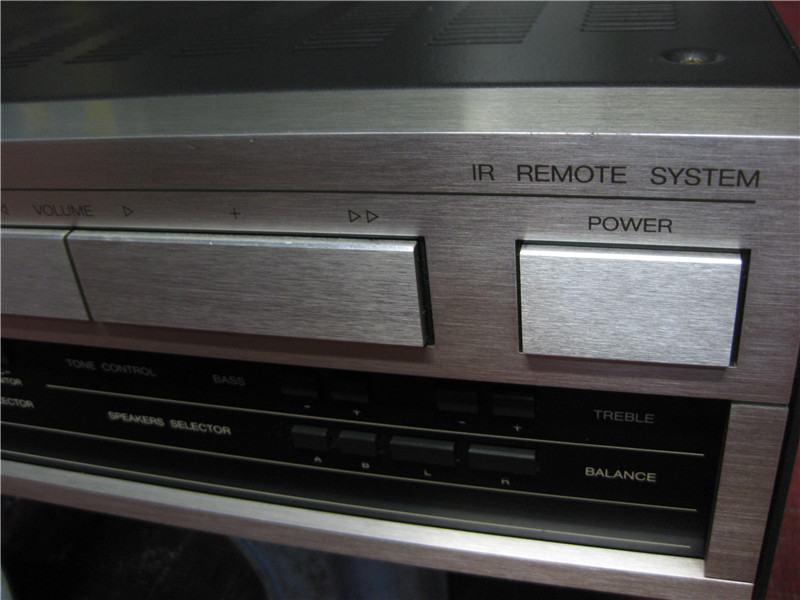 IR REMOTE SYSTEM
VOLUME ▷ + ▷▷
POWER
TONE CONTROL BASS - + - + TREBLE
SPEAKERS SELECTOR A B L R BALANCE